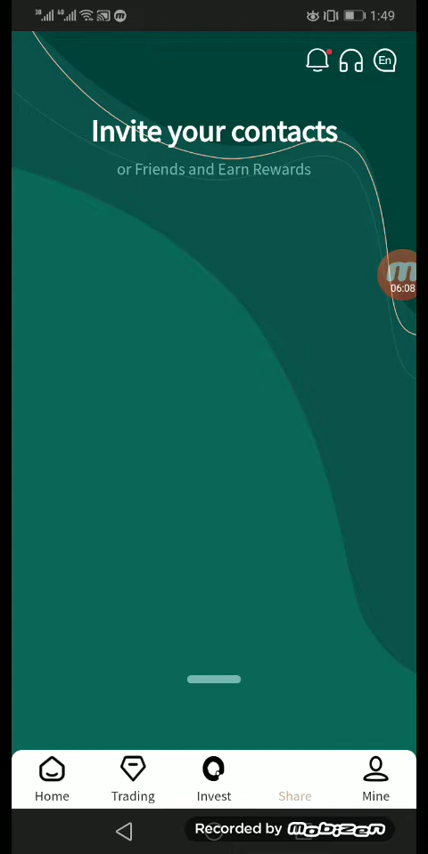 1:49
En
Invite your contacts
or Friends and Earn Rewards
06:08
Home
Trading
Invest
Share
Mine
Recorded by mobizen